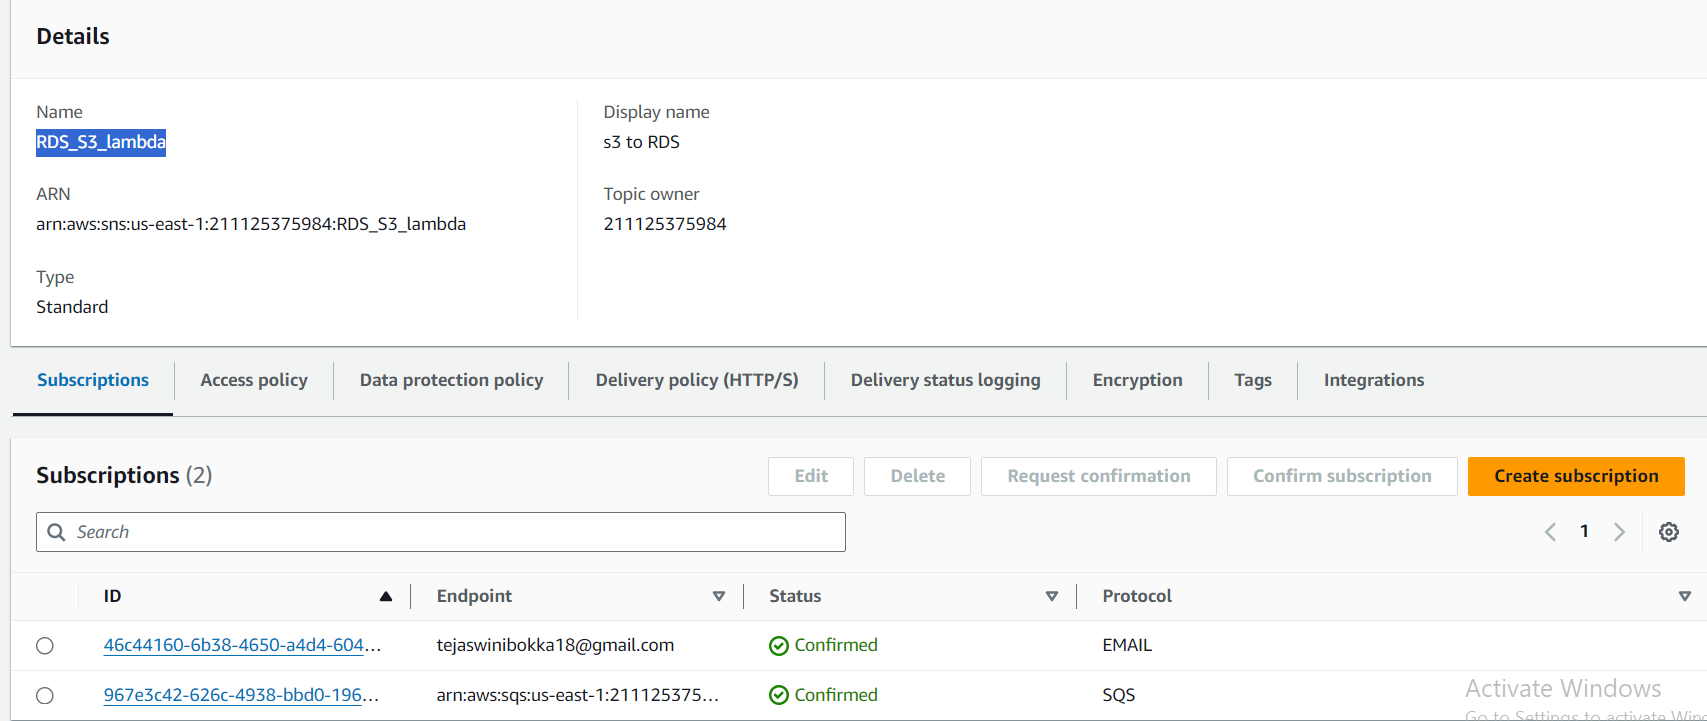 Details
Name
RDS_S3_lambda
Display name
s3 to RDS
ARN
arn:aws:sns:us-east-1:211125375984:RDS_S3_lambda
Topic owner
211125375984
Type
Standard
Subscriptions Access policy Data protection policy Delivery policy (HTTP/S) Delivery status logging Encryption Tags Integrations
Subscriptions (2) Edit Delete Request confirmation Confirm subscription Create subscription
Search 1
ID Endpoint Status Protocol
46c44160-6b38-4650-a4d4-604... tejaswinibokka18@gmail.com Confirmed EMAIL
967e3c42-626c-4938-bbd0-196... arn:aws:sqs:us-east-1:211125375... Confirmed SQS
Activate Windows
Go to Settings to activate